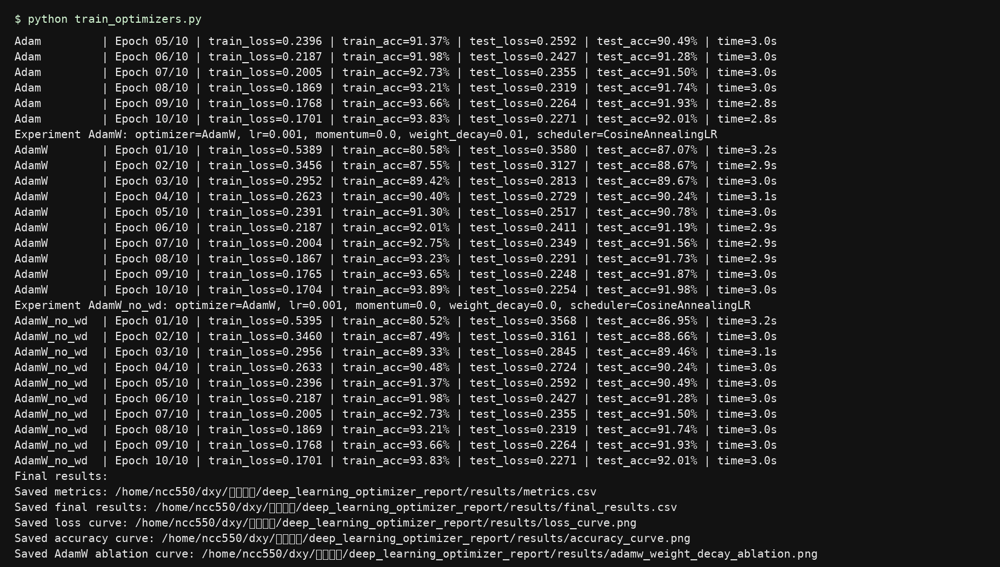 $ python train_optimizers.py
Adam         | Epoch 05/10 | train_loss=0.2396 | train_acc=91.37% | test_loss=0.2592 | test_acc=90.49% | time=3.0s
Adam         | Epoch 06/10 | train_loss=0.2187 | train_acc=91.98% | test_loss=0.2427 | test_acc=91.28% | time=3.0s
Adam         | Epoch 07/10 | train_loss=0.2005 | train_acc=92.73% | test_loss=0.2355 | test_acc=91.50% | time=3.0s
Adam         | Epoch 08/10 | train_loss=0.1869 | train_acc=93.21% | test_loss=0.2319 | test_acc=91.74% | time=3.0s
Adam         | Epoch 09/10 | train_loss=0.1768 | train_acc=93.66% | test_loss=0.2264 | test_acc=91.93% | time=2.8s
Adam         | Epoch 10/10 | train_loss=0.1701 | train_acc=93.83% | test_loss=0.2271 | test_acc=92.01% | time=2.8s
Experiment AdamW: optimizer=AdamW, lr=0.001, momentum=0.0, weight_decay=0.01, scheduler=CosineAnnealingLR
AdamW        | Epoch 01/10 | train_loss=0.5389 | train_acc=80.58% | test_loss=0.3580 | test_acc=87.07% | time=3.2s
AdamW        | Epoch 02/10 | train_loss=0.3456 | train_acc=87.55% | test_loss=0.3127 | test_acc=88.67% | time=2.9s
AdamW        | Epoch 03/10 | train_loss=0.2952 | train_acc=89.42% | test_loss=0.2813 | test_acc=89.67% | time=3.0s
AdamW        | Epoch 04/10 | train_loss=0.2623 | train_acc=90.40% | test_loss=0.2729 | test_acc=90.24% | time=3.1s
AdamW        | Epoch 05/10 | train_loss=0.2391 | train_acc=91.30% | test_loss=0.2517 | test_acc=90.78% | time=3.0s
AdamW        | Epoch 06/10 | train_loss=0.2187 | train_acc=92.01% | test_loss=0.2411 | test_acc=91.19% | time=2.9s
AdamW        | Epoch 07/10 | train_loss=0.2004 | train_acc=92.75% | test_loss=0.2349 | test_acc=91.56% | time=2.9s
AdamW        | Epoch 08/10 | train_loss=0.1867 | train_acc=93.23% | test_loss=0.2291 | test_acc=91.73% | time=2.9s
AdamW        | Epoch 09/10 | train_loss=0.1765 | train_acc=93.65% | test_loss=0.2248 | test_acc=91.87% | time=3.0s
AdamW        | Epoch 10/10 | train_loss=0.1704 | train_acc=93.89% | test_loss=0.2254 | test_acc=91.98% | time=3.0s
Experiment AdamW_no_wd: optimizer=AdamW, lr=0.001, momentum=0.0, weight_decay=0.0, scheduler=CosineAnnealingLR
AdamW_no_wd  | Epoch 01/10 | train_loss=0.5395 | train_acc=80.52% | test_loss=0.3568 | test_acc=86.95% | time=3.2s
AdamW_no_wd  | Epoch 02/10 | train_loss=0.3460 | train_acc=87.49% | test_loss=0.3161 | test_acc=88.66% | time=3.0s
AdamW_no_wd  | Epoch 03/10 | train_loss=0.2956 | train_acc=89.33% | test_loss=0.2845 | test_acc=89.46% | time=3.1s
AdamW_no_wd  | Epoch 04/10 | train_loss=0.2633 | train_acc=90.48% | test_loss=0.2724 | test_acc=90.24% | time=3.0s
AdamW_no_wd  | Epoch 05/10 | train_loss=0.2396 | train_acc=91.37% | test_loss=0.2592 | test_acc=90.49% | time=3.0s
AdamW_no_wd  | Epoch 06/10 | train_loss=0.2187 | train_acc=91.98% | test_loss=0.2427 | test_acc=91.28% | time=3.0s
AdamW_no_wd  | Epoch 07/10 | train_loss=0.2005 | train_acc=92.73% | test_loss=0.2355 | test_acc=91.50% | time=3.0s
AdamW_no_wd  | Epoch 08/10 | train_loss=0.1869 | train_acc=93.21% | test_loss=0.2319 | test_acc=91.74% | time=3.0s
AdamW_no_wd  | Epoch 09/10 | train_loss=0.1768 | train_acc=93.66% | test_loss=0.2264 | test_acc=91.93% | time=3.0s
AdamW_no_wd  | Epoch 10/10 | train_loss=0.1701 | train_acc=93.83% | test_loss=0.2271 | test_acc=92.01% | time=3.0s
Final results:
Saved metrics: /home/ncc550/dxy/□□□□/deep_learning_optimizer_report/results/metrics.csv
Saved final results: /home/ncc550/dxy/□□□□/deep_learning_optimizer_report/results/final_results.csv
Saved loss curve: /home/ncc550/dxy/□□□□/deep_learning_optimizer_report/results/loss_curve.png
Saved accuracy curve: /home/ncc550/dxy/□□□□/deep_learning_optimizer_report/results/accuracy_curve.png
Saved AdamW ablation curve: /home/ncc550/dxy/□□□□/deep_learning_optimizer_report/results/adamw_weight_decay_ablation.png